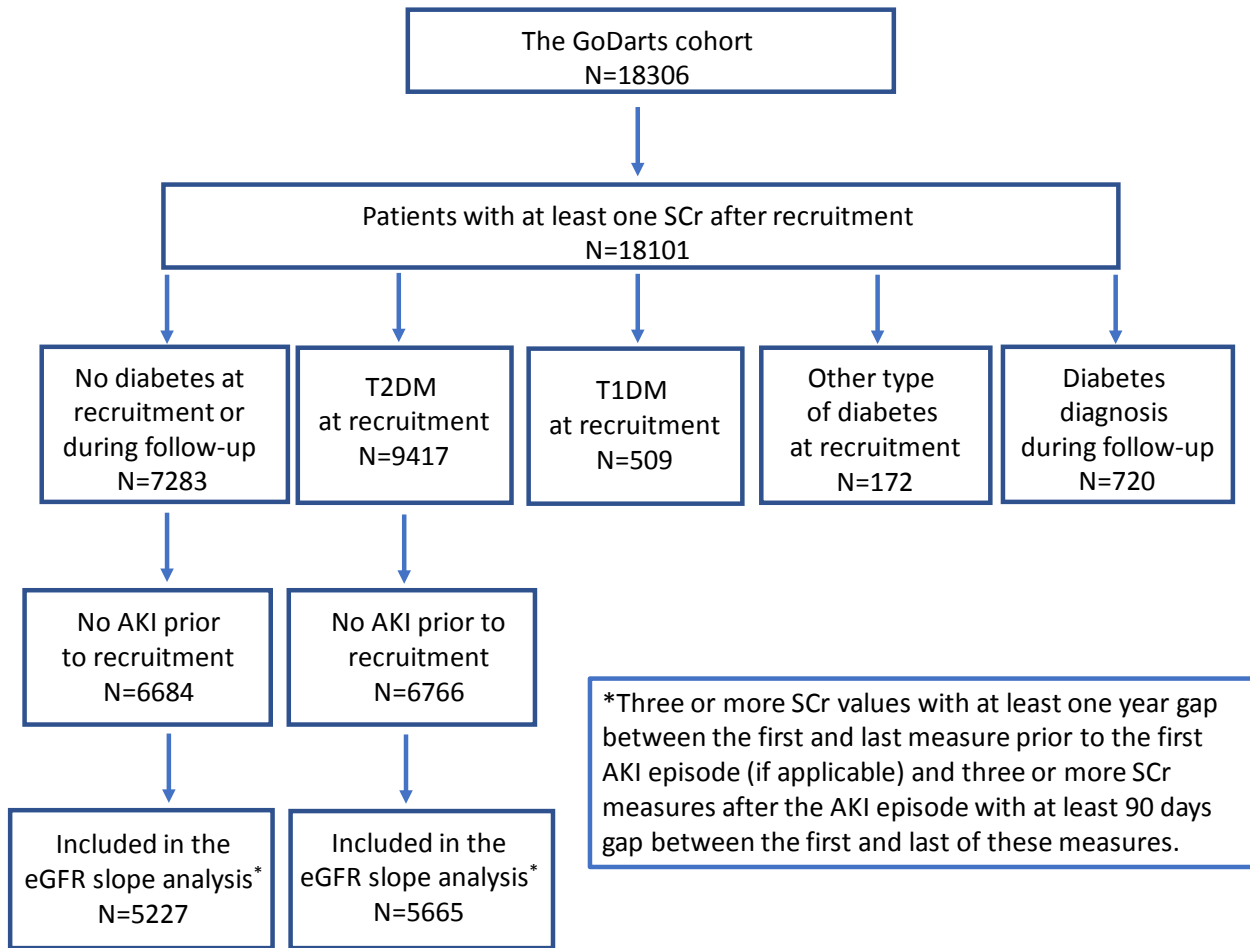 The GoDarts cohort
N=18306
Patients with at least one SCr after recruitment
N=18101
No diabetes at
recruitment or
during follow-up
N=7283
T2DM
at recruitment
N=9417
T1DM
at recruitment
N=509
Other type
of diabetes
at recruitment
N=172
Diabetes
diagnosis
during follow-up
N=720
No AKI prior
to recruitment
N=6684
No AKI prior to
recruitment
N=6766
*Three or more SCr values with at least one year gap
between the first and last measure prior to the first
AKI episode (if applicable) and three or more SCr
measures after the AKI episode with at least 90 days
gap between the first and last of these measures.
Included in the
eGFR slope analysis*
N=5227
Included in the
eGFR slope analysis*
N=5665